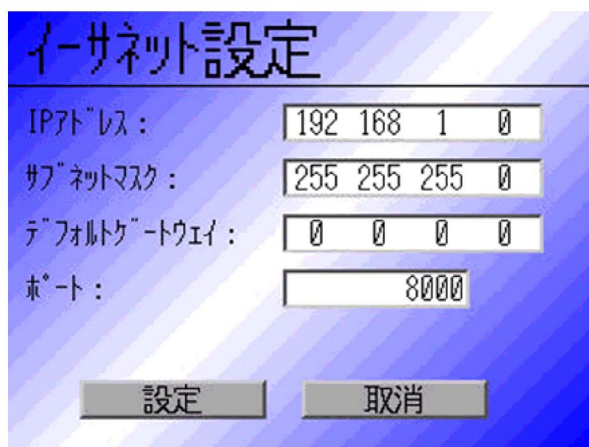 イーサネット設定
IPアドレス： 192 168 1 0
サブネットマスク： 255 255 255 0
デフォルトゲートウェイ： 0 0 0 0
ポート： 8000
設定 取消